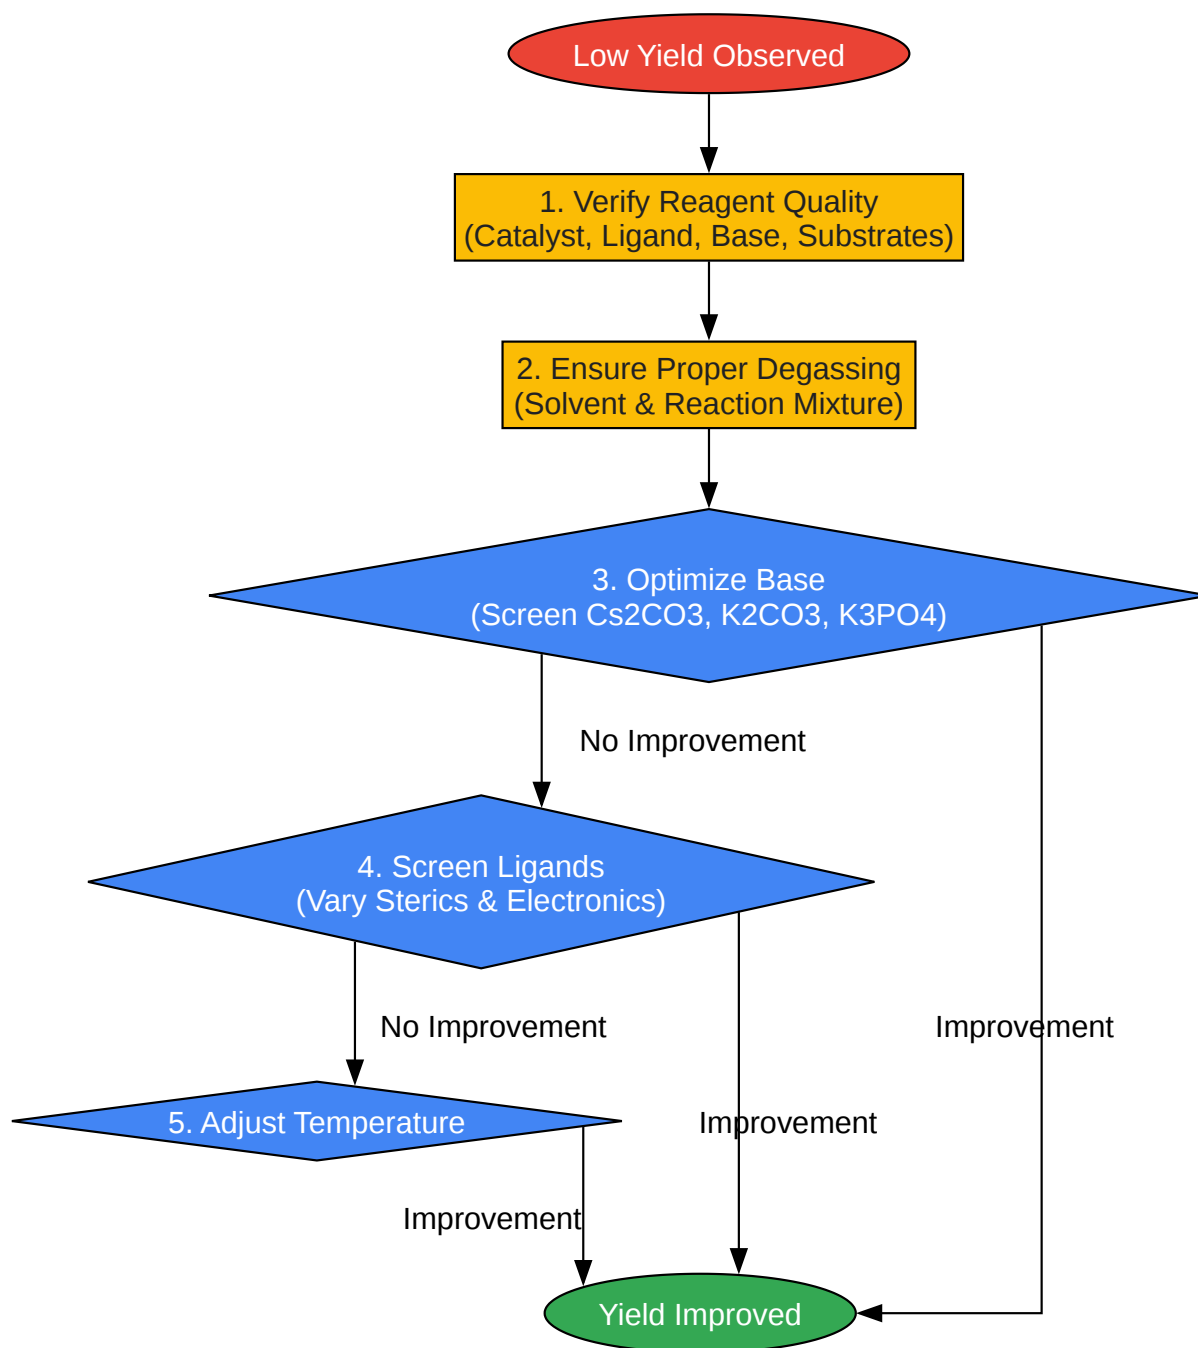 Low Yield Observed
1. Verify Reagent Quality
(Catalyst, Ligand, Base, Substrates)
2. Ensure Proper Degassing
(Solvent & Reaction Mixture)
3. Optimize Base
(Screen Cs2CO3, K2CO3, K3PO4)
No Improvement
4. Screen Ligands
(Vary Sterics & Electronics)
No Improvement
Improvement
5. Adjust Temperature
Improvement
Improvement
Yield Improved